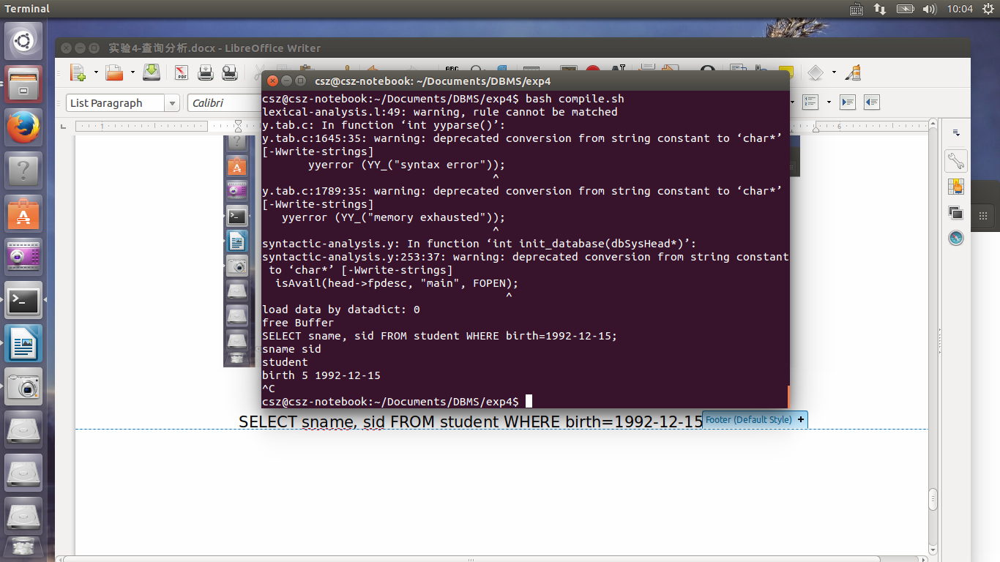 Terminal
10:04
实验4-查询分析.docx - LibreOffice Writer
List Paragraph
Calibri
csz@csz-notebook: ~/Documents/DBMS/exp4
csz@csz-notebook:~/Documents/DBMS/exp4$ bash compile.sh
lexical-analysis.l:49: warning, rule cannot be matched
y.tab.c: In function ‘int yyparse()’:
y.tab.c:1645:35: warning: deprecated conversion from string constant to ‘char*’
[-Wwrite-strings]
yyerror (YY_("syntax error"));
^
y.tab.c:1789:35: warning: deprecated conversion from string constant to ‘char*’
[-Wwrite-strings]
yyerror (YY_("memory exhausted"));
^
syntactic-analysis.y: In function ‘int init_database(dbSysHead*)’:
syntactic-analysis.y:253:37: warning: deprecated conversion from string constant
to ‘char*’ [-Wwrite-strings]
isAvail(head->fpdesc, "main", FOPEN);
^
load data by datadict: 0
free Buffer
SELECT sname, sid FROM student WHERE birth=1992-12-15;
sname sid
student
birth 5 1992-12-15
^C
csz@csz-notebook:~/Documents/DBMS/exp4$
SELECT sname, sid FROM student WHERE birth=1992-12-15
Footer (Default Style) +
1
6